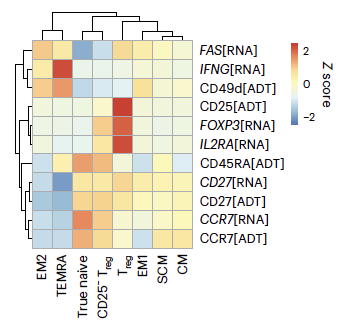 FAS[RNA]
IFNG[RNA]
CD49d[ADT]
CD25[ADT]
FOXP3[RNA]
IL2RA[RNA]
CD45RA[ADT]
CD27[RNA]
CD27[ADT]
CCR7[RNA]
CCR7[ADT]
2
0
−2
Z score
EM2
TEMRA
True naive
CD25⁻ Treg
Treg
EM1
SCM
CM